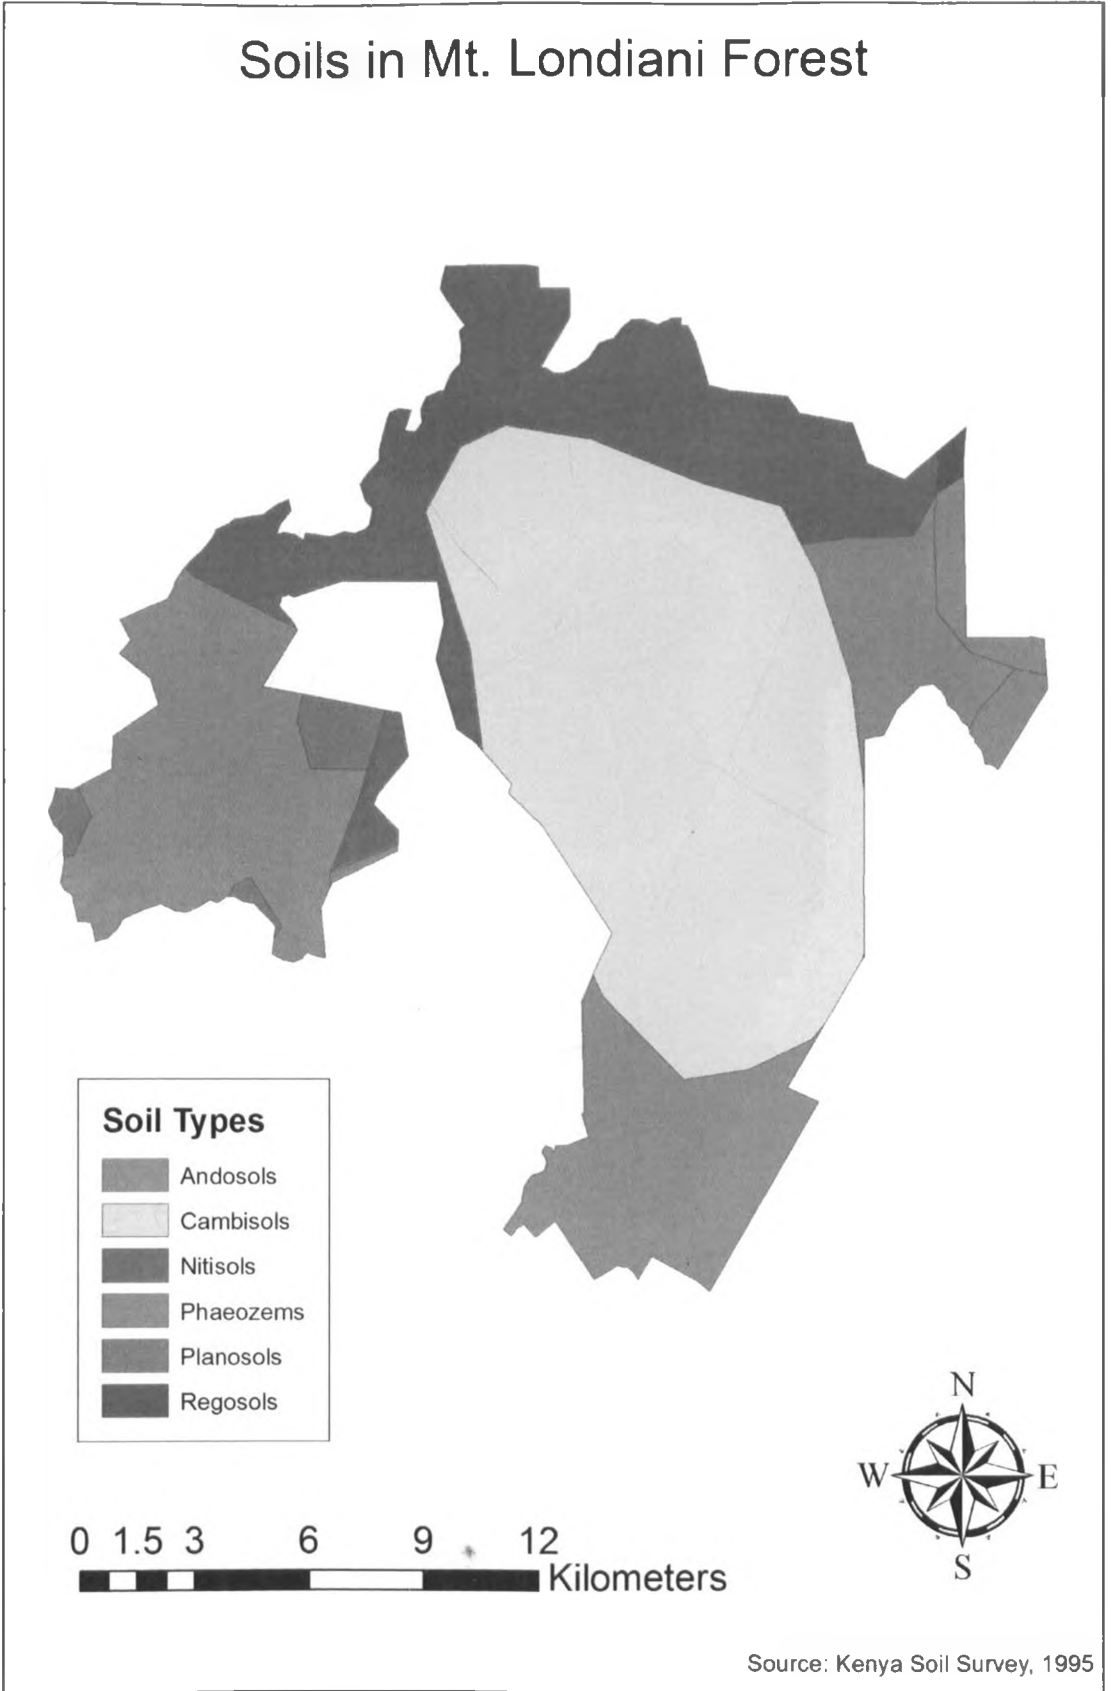 Soils in Mt. Londiani Forest
Soil Types
Andosols
Cambisols
Nitisols
Phaeozems
Planosols
Regosols
N
W E
S
0 1.5 3 6 9 12
Kilometers
Source: Kenya Soil Survey, 1995